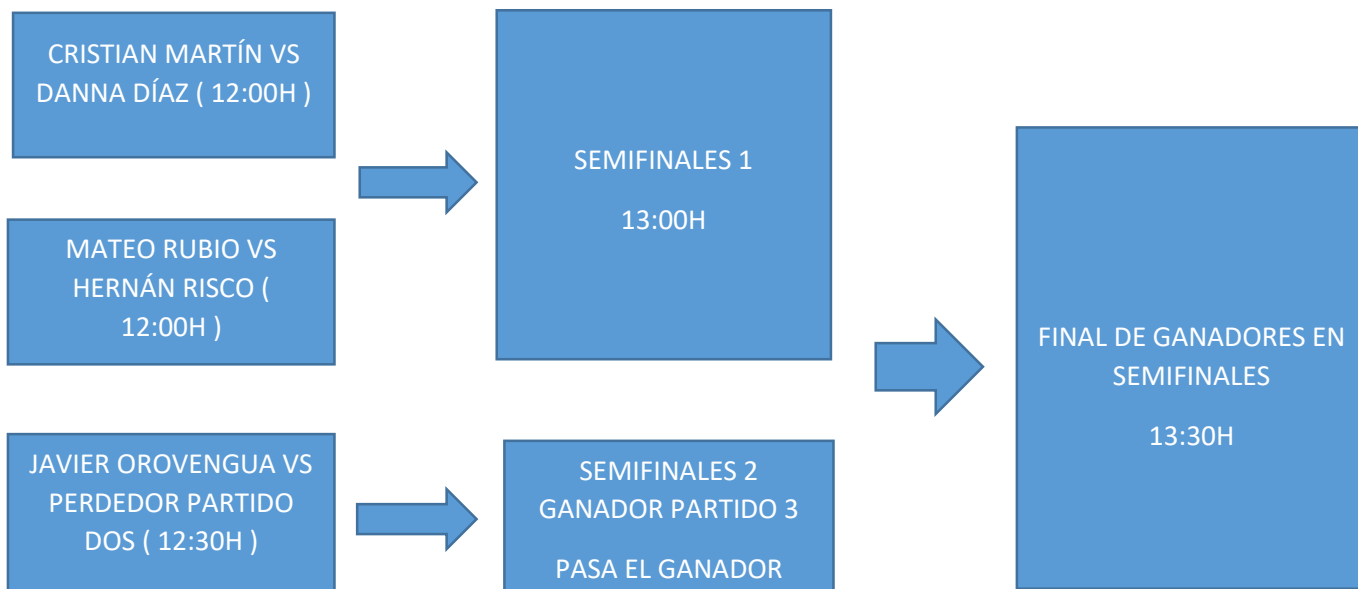 CRISTIAN MARTÍN VS
DANNA DÍAZ ( 12:00H )
MATEO RUBIO VS
HERNÁN RISCO (
12:00H )
JAVIER OROVENGUA VS
PERDEDOR PARTIDO
DOS ( 12:30H )
SEMIFINALES 1
13:00H
SEMIFINALES 2
GANADOR PARTIDO 3
PASA EL GANADOR
FINAL DE GANADORES EN
SEMIFINALES
13:30H